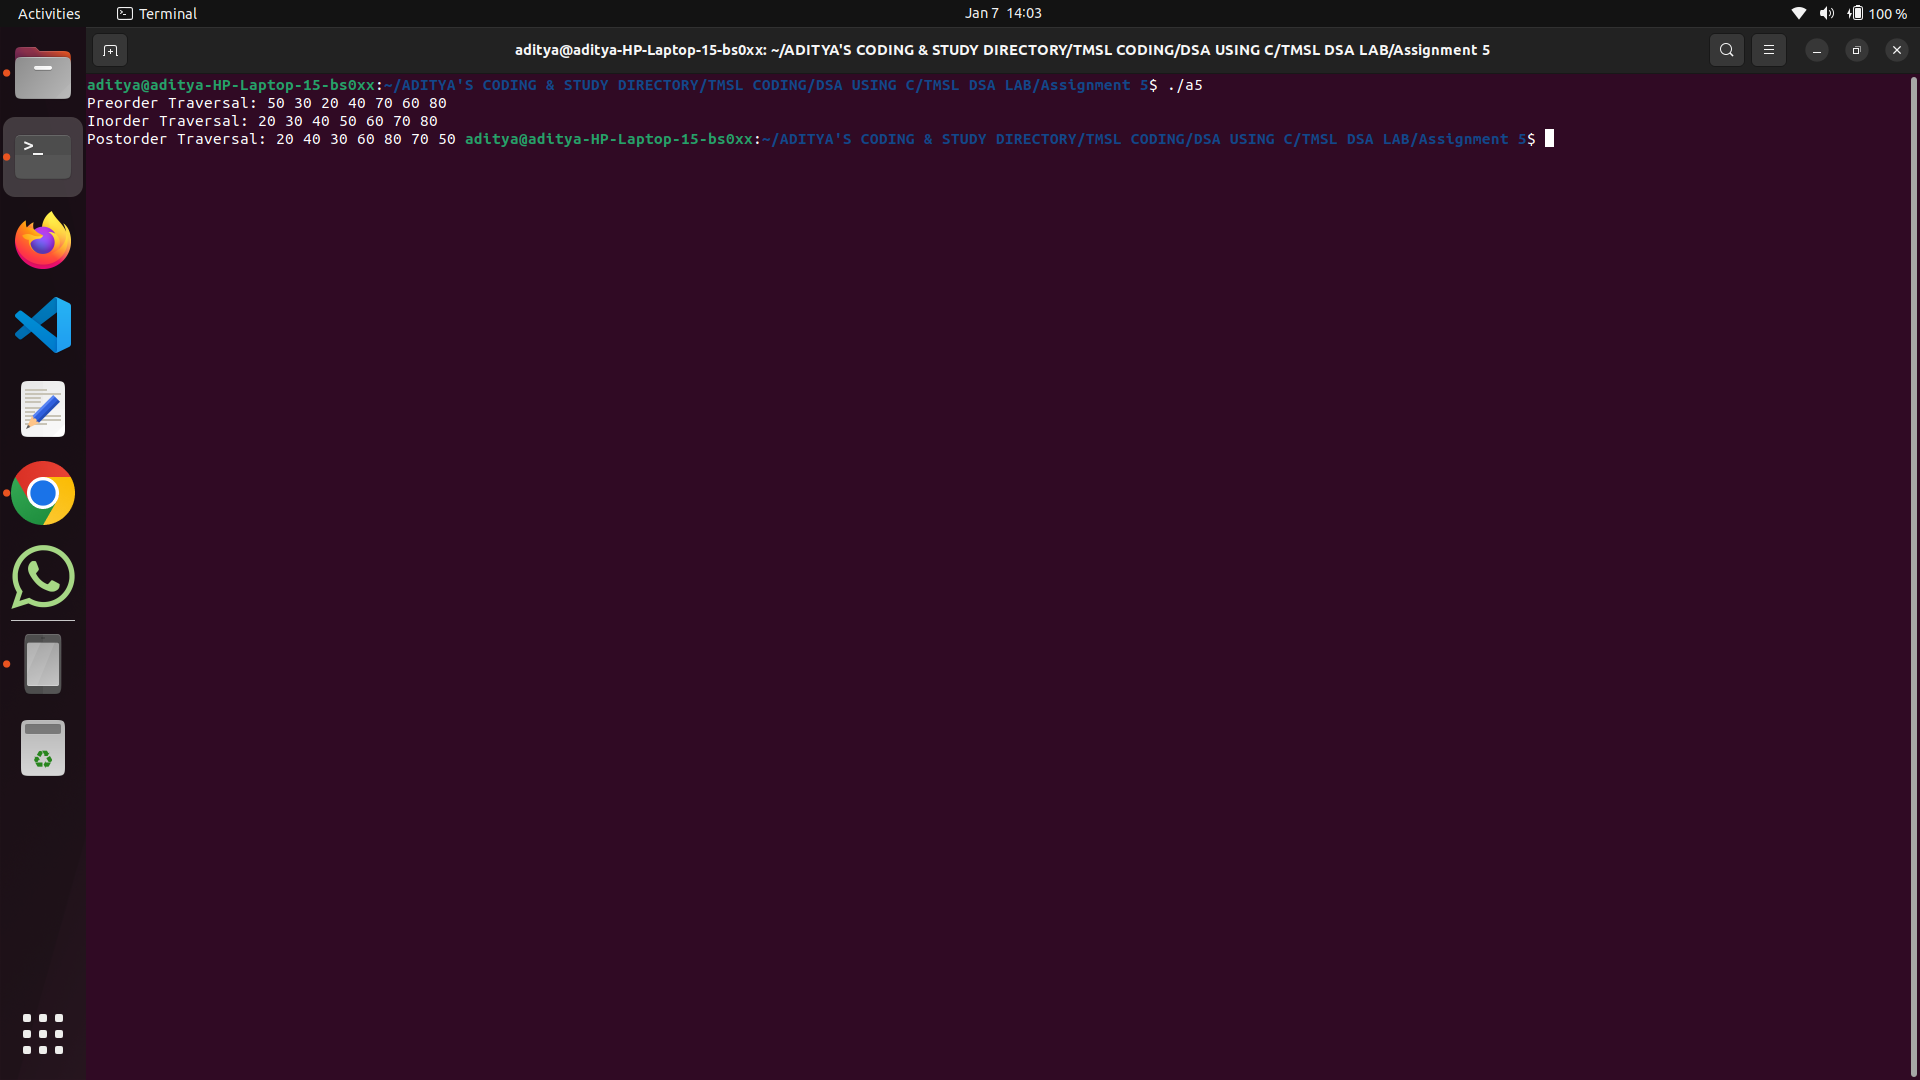 Activities Terminal Jan 7 14:03 100 %
aditya@aditya-HP-Laptop-15-bs0xx: ~/ADITYA'S CODING & STUDY DIRECTORY/TMSL CODING/DSA USING C/TMSL DSA LAB/Assignment 5
aditya@aditya-HP-Laptop-15-bs0xx:~/ADITYA'S CODING & STUDY DIRECTORY/TMSL CODING/DSA USING C/TMSL DSA LAB/Assignment 5$ ./a5
Preorder Traversal: 50 30 20 40 70 60 80
Inorder Traversal: 20 30 40 50 60 70 80
Postorder Traversal: 20 40 30 60 80 70 50 aditya@aditya-HP-Laptop-15-bs0xx:~/ADITYA'S CODING & STUDY DIRECTORY/TMSL CODING/DSA USING C/TMSL DSA LAB/Assignment 5$